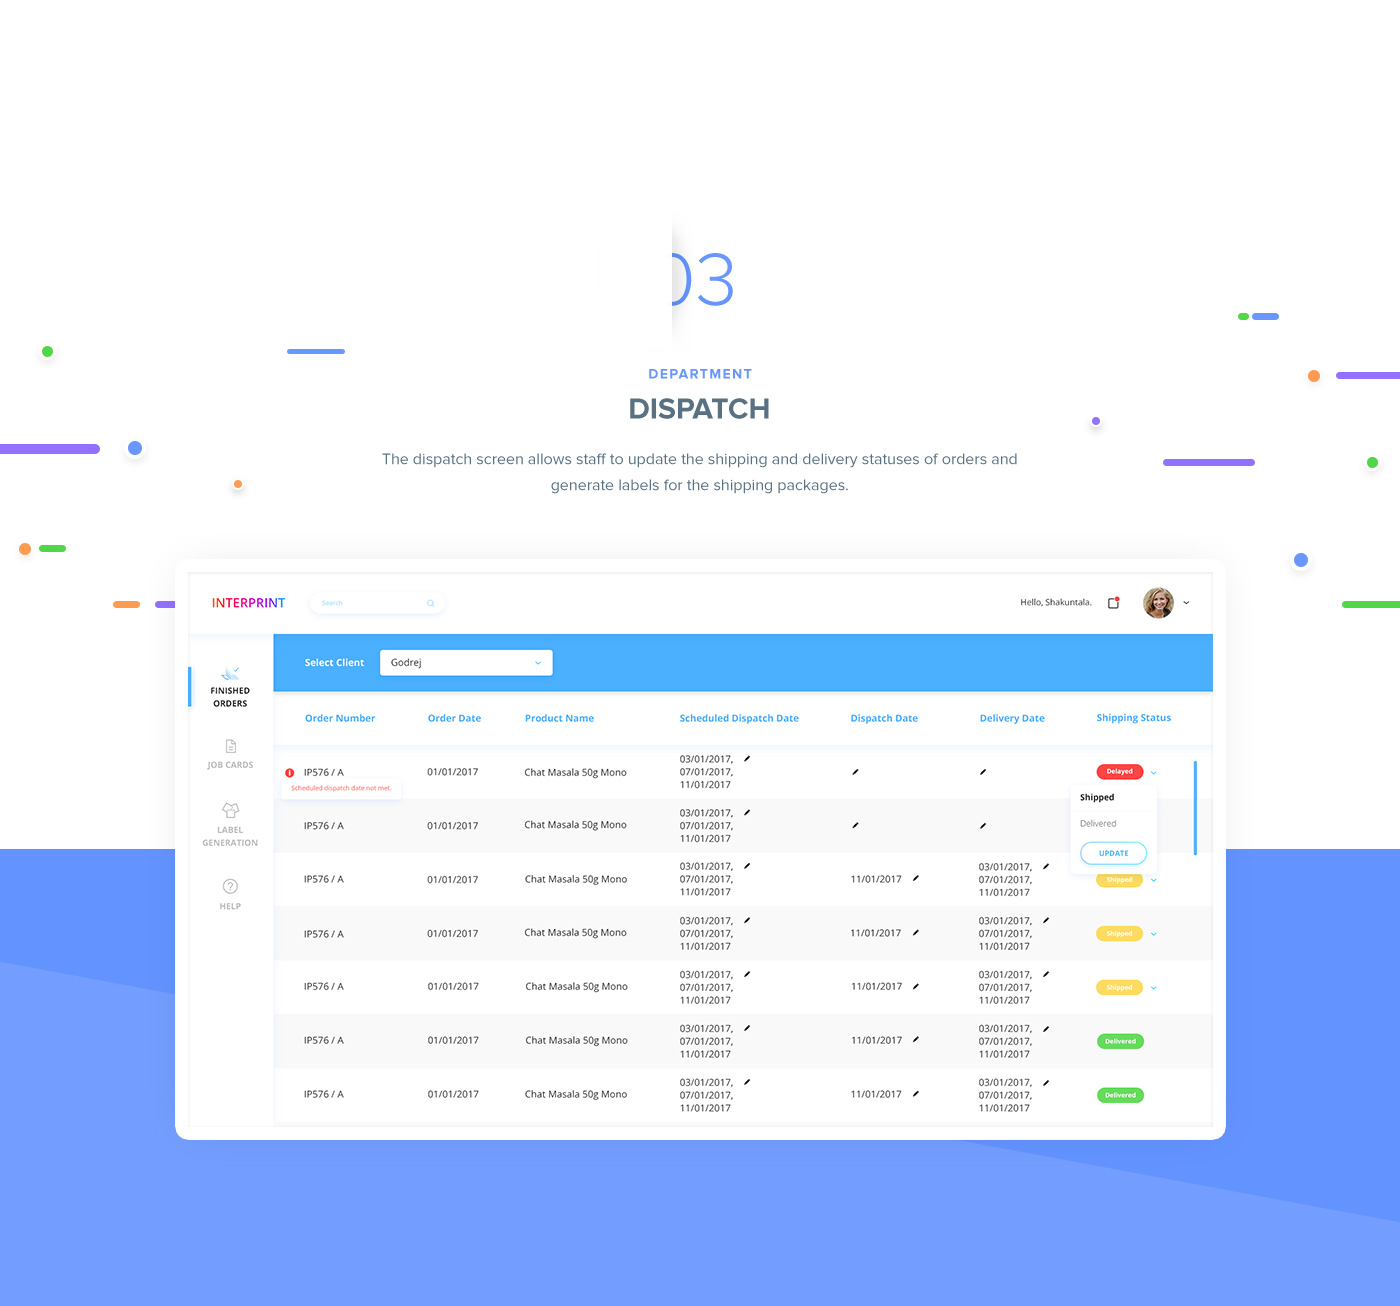 03
DEPARTMENT
DISPATCH
The dispatch screen allows staff to update the shipping and delivery statuses of orders and
generate labels for the shipping packages.
INTERPRINT
Search
Hello, Shakuntala.
FINISHED
ORDERS
JOB CARDS
LABEL
GENERATION
HELP
Select Client
Godrej
Order Number Order Date Product Name Scheduled Dispatch Date Dispatch Date Delivery Date Shipping Status
03/01/2017,
IP576 / A 01/01/2017 Chat Masala 50g Mono 07/01/2017, Delayed
11/01/2017
Scheduled dispatch date not met.
Shipped
Delivered
UPDATE
03/01/2017,
IP576 / A 01/01/2017 Chat Masala 50g Mono 07/01/2017,
11/01/2017
03/01/2017, 03/01/2017,
IP576 / A 01/01/2017 Chat Masala 50g Mono 07/01/2017, 11/01/2017 07/01/2017, Shipped
11/01/2017 11/01/2017
03/01/2017, 03/01/2017,
IP576 / A 01/01/2017 Chat Masala 50g Mono 07/01/2017, 11/01/2017 07/01/2017, Shipped
11/01/2017 11/01/2017
03/01/2017, 03/01/2017,
IP576 / A 01/01/2017 Chat Masala 50g Mono 07/01/2017, 11/01/2017 07/01/2017, Shipped
11/01/2017 11/01/2017
03/01/2017, 03/01/2017,
IP576 / A 01/01/2017 Chat Masala 50g Mono 07/01/2017, 11/01/2017 07/01/2017, Delivered
11/01/2017 11/01/2017
03/01/2017, 03/01/2017,
IP576 / A 01/01/2017 Chat Masala 50g Mono 07/01/2017, 11/01/2017 07/01/2017, Delivered
11/01/2017 11/01/2017